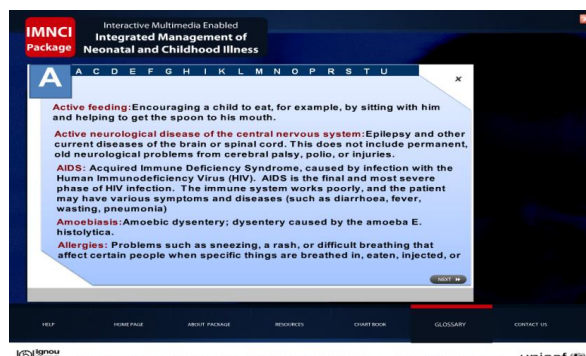 IMNCI
Package
Interactive Multimedia Enabled
Integrated Management of
Neonatal and Childhood Illness
A
A C D E F G H I K L M N O P R S T U
×
Active feeding:Encouraging a child to eat, for example, by sitting with him
and helping to get the spoon to his mouth.
Active neurological disease of the central nervous system:Epilepsy and other
current diseases of the brain or spinal cord. This does not include permanent,
old neurological problems from cerebral palsy, polio, or injuries.
AIDS: Acquired Immune Deficiency Syndrome, caused by infection with the
Human Immunodeficiency Virus (HIV). AIDS is the final and most severe
phase of HIV infection. The immune system works poorly, and the patient
may have various symptoms and diseases (such as diarrhoea, fever,
wasting, pneumonia)
Amoebiasis:Amoebic dysentery; dysentery caused by the amoeba E.
histolytica.
Allergies: Problems such as sneezing, a rash, or difficult breathing that
affect certain people when specific things are breathed in, eaten, injected, or
NEXT
HELP HOME PAGE ABOUT PACKAGE RESOURCES CHART BOOK GLOSSARY CONTACT US
ignou
unicef